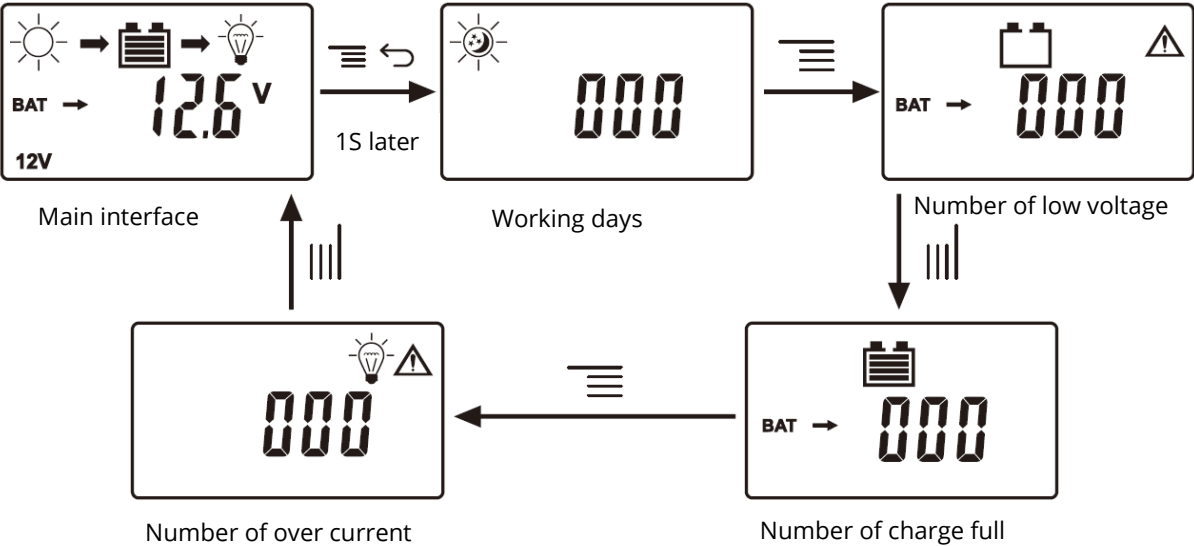 12.6 V
BAT
12V
Main interface
1S later
000
Working days
BAT
000
Number of low voltage
000
Number of over current
BAT
000
Number of charge full